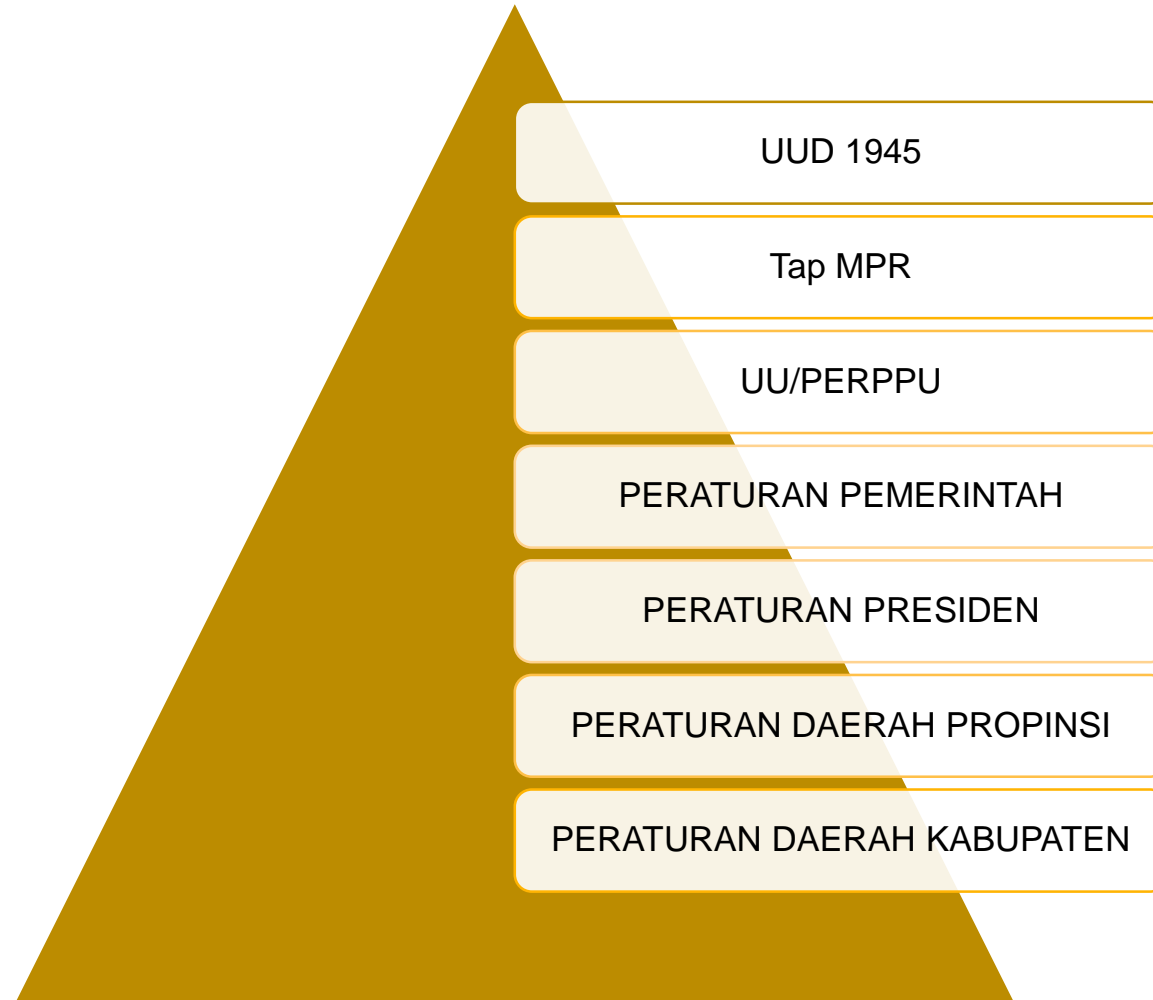 UUD 1945
Tap MPR
UU/PERPPU
PERATURAN PEMERINTAH
PERATURAN PRESIDEN
PERATURAN DAERAH PROPINSI
PERATURAN DAERAH KABUPATEN